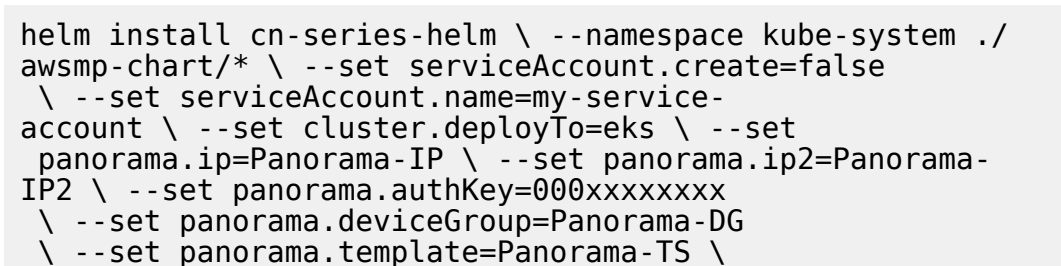 helm install cn-series-helm \ --namespace kube-system ./
awsmp-chart/* \ --set serviceAccount.create=false
 \ --set serviceAccount.name=my-service-
account \ --set cluster.deployTo=eks \ --set
 panorama.ip=Panorama-IP \ --set panorama.ip2=Panorama-
IP2 \ --set panorama.authKey=000xxxxxxxx
 \ --set panorama.deviceGroup=Panorama-DG
 \ --set panorama.template=Panorama-TS \